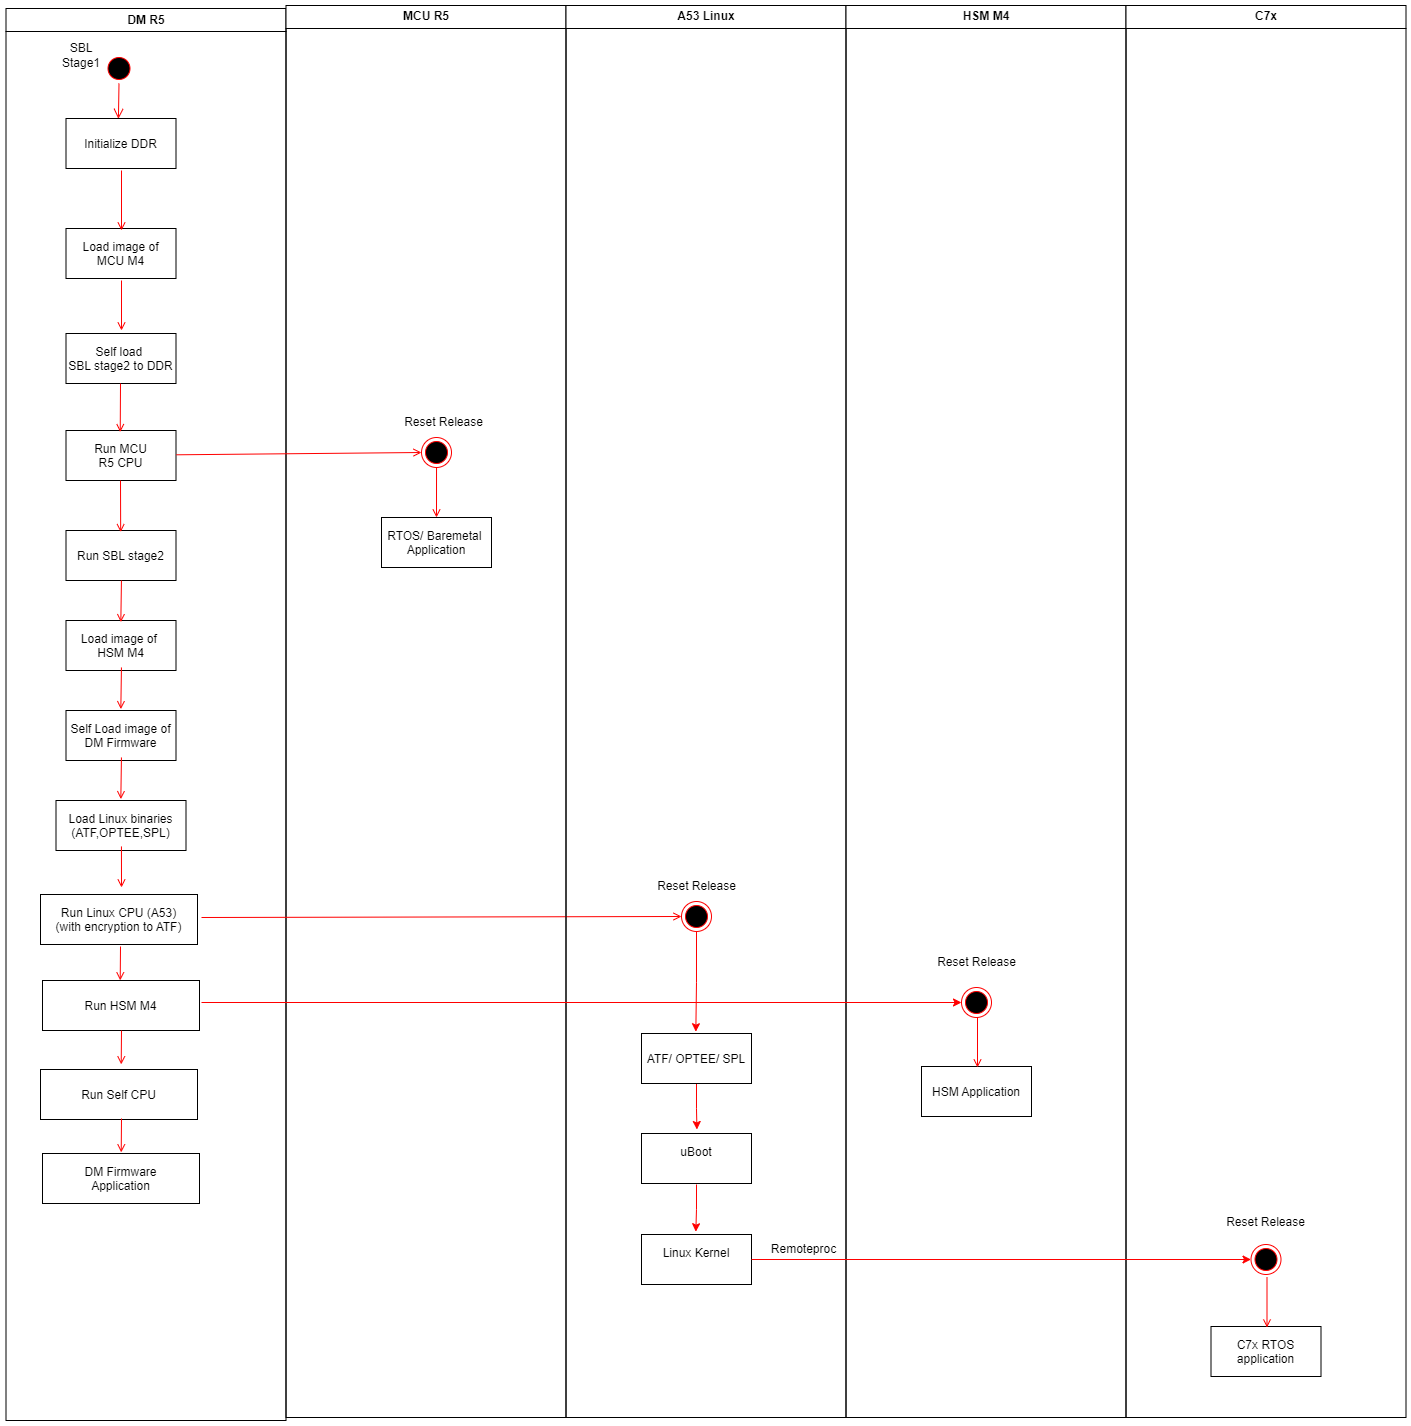 DM R5
MCU R5
A53 Linux
HSM M4
C7x
SBL
Stage1
Initialize DDR
Load image of
MCU M4
Self load
SBL stage2 to DDR
Run MCU
R5 CPU
Reset Release
RTOS/ Baremetal
Application
Run SBL stage2
Load image of
HSM M4
Self Load image of
DM Firmware
Load Linux binaries
(ATF,OPTEE,SPL)
Run Linux CPU (A53)
(with encryption to ATF)
Reset Release
Run HSM M4
Reset Release
ATF/ OPTEE/ SPL
HSM Application
Run Self CPU
uBoot
DM Firmware
Application
Linux Kernel
Remoteproc
Reset Release
C7x RTOS
application